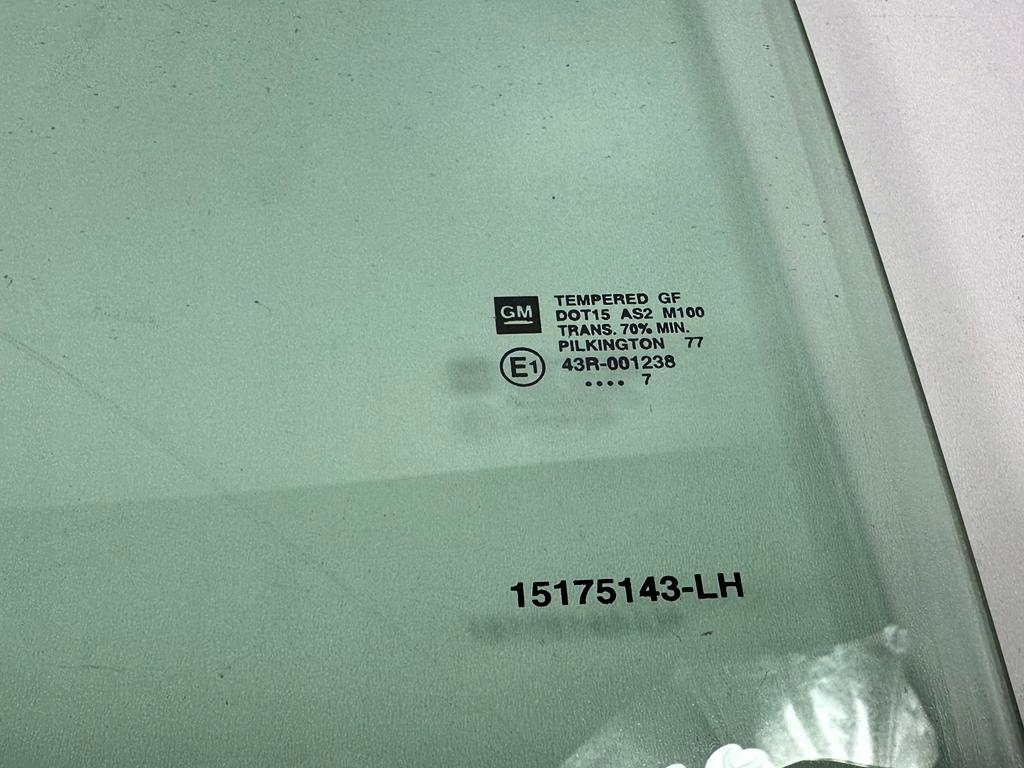 GM
TEMPERED GF
DOT15 AS2 M100
TRANS. 70% MIN.
PILKINGTON 77
E1
43R-001238
.... 7
15175143-LH